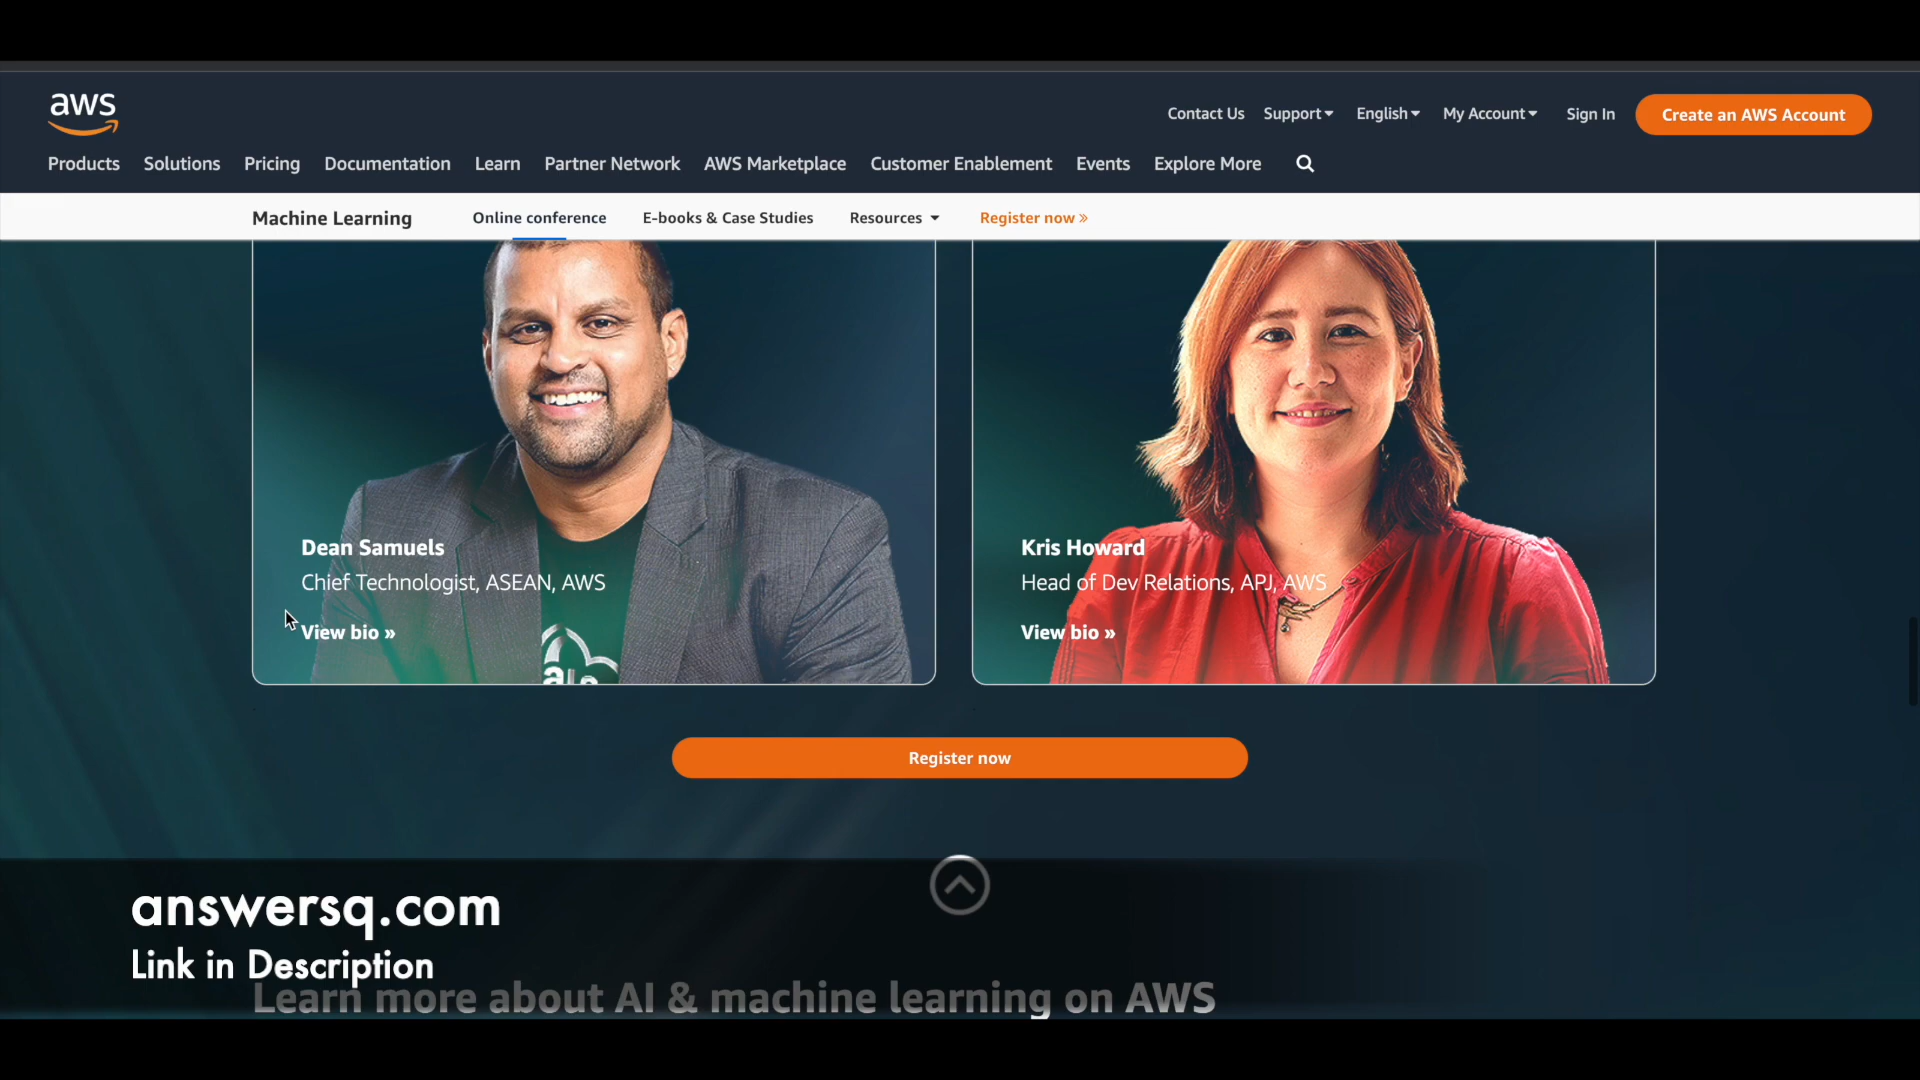 aws
Contact Us Support English My Account Sign In Create an AWS Account
Products Solutions Pricing Documentation Learn Partner Network AWS Marketplace Customer Enablement Events Explore More
Machine Learning Online conference E-books & Case Studies Resources Register now »
Dean Samuels
Chief Technologist, ASEAN, AWS
View bio »
Kris Howard
Head of Dev Relations, APJ, AWS
View bio »
Register now
answersq.com
Link in Description
Learn more about AI & machine learning on AWS